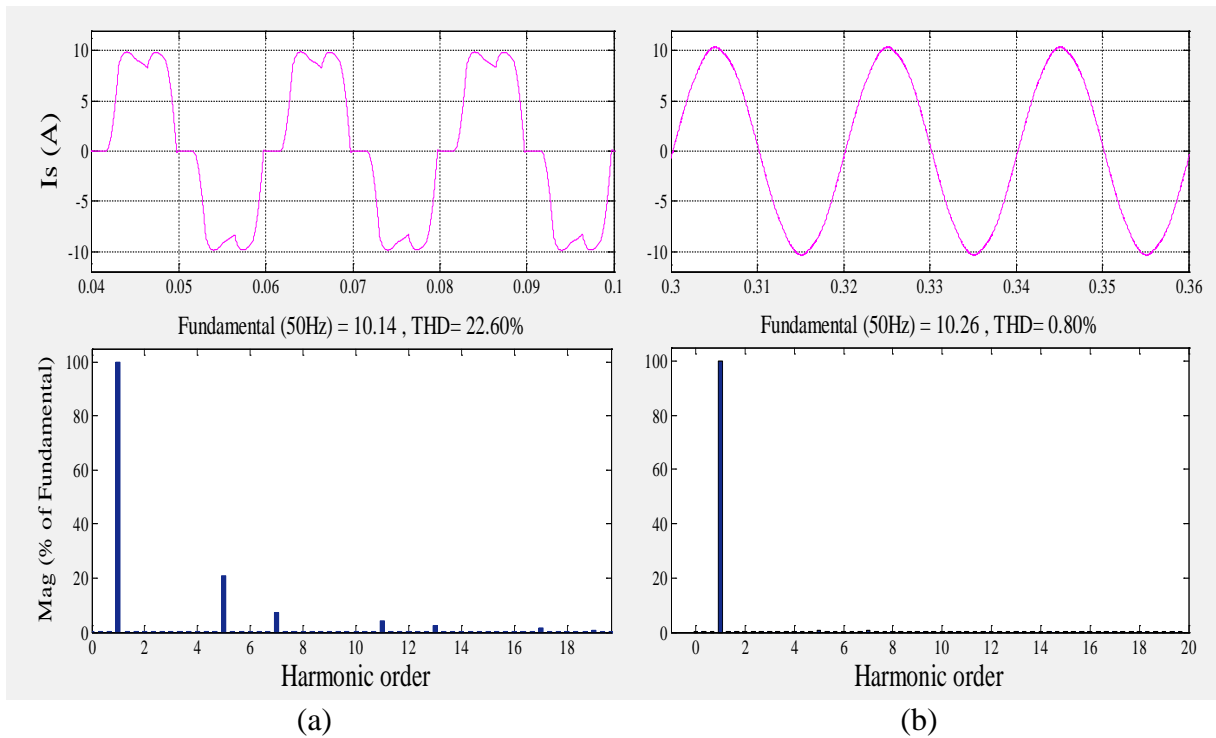 Is (A)
10
5
0
-5
-10
0.04 0.05 0.06 0.07 0.08 0.09 0.1
Fundamental (50Hz) = 10.14 , THD= 22.60%
Mag (% of Fundamental)
100
80
60
40
20
0
0 2 4 6 8 10 12 14 16 18
Harmonic order
(a)
10
5
0
-5
-10
0.3 0.31 0.32 0.33 0.34 0.35 0.36
Fundamental (50Hz) = 10.26 , THD= 0.80%
100
80
60
40
20
0
0 2 4 6 8 10 12 14 16 18 20
Harmonic order
(b)